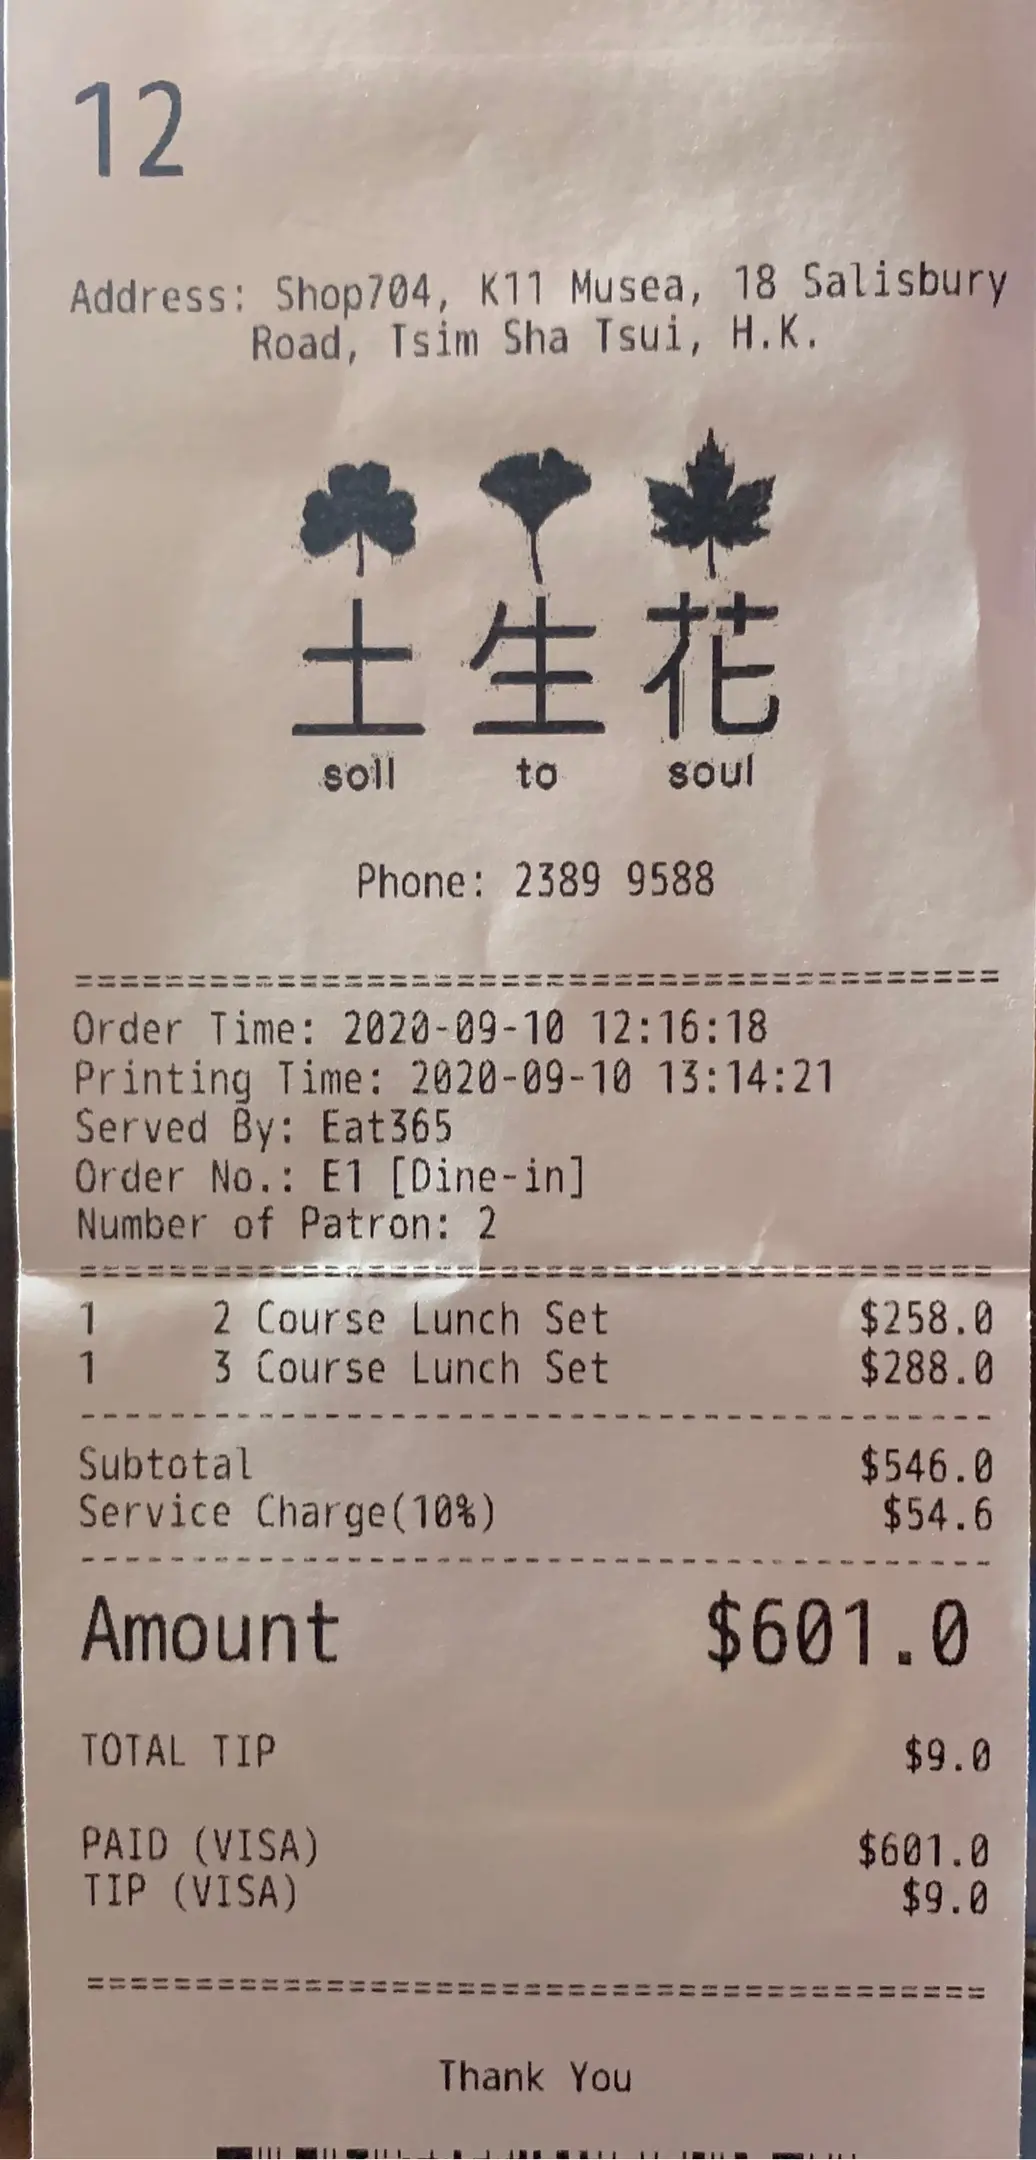 12
Address: Shop704, K11 Musea, 18 Salisbury
Road, Tsim Sha Tsui, H.K.
土生花
soil to soul
Phone: 2389 9588
========================================
Order Time: 2020-09-10 12:16:18
Printing Time: 2020-09-10 13:14:21
Served By: Eat365
Order No.: E1 [Dine-in]
Number of Patron: 2
========================================
1 2 Course Lunch Set $258.0
1 3 Course Lunch Set $288.0
----------------------------------------
Subtotal $546.0
Service Charge(10%) $54.6
----------------------------------------
Amount $601.0
TOTAL TIP $9.0
PAID (VISA) $601.0
TIP (VISA) $9.0
========================================
Thank You